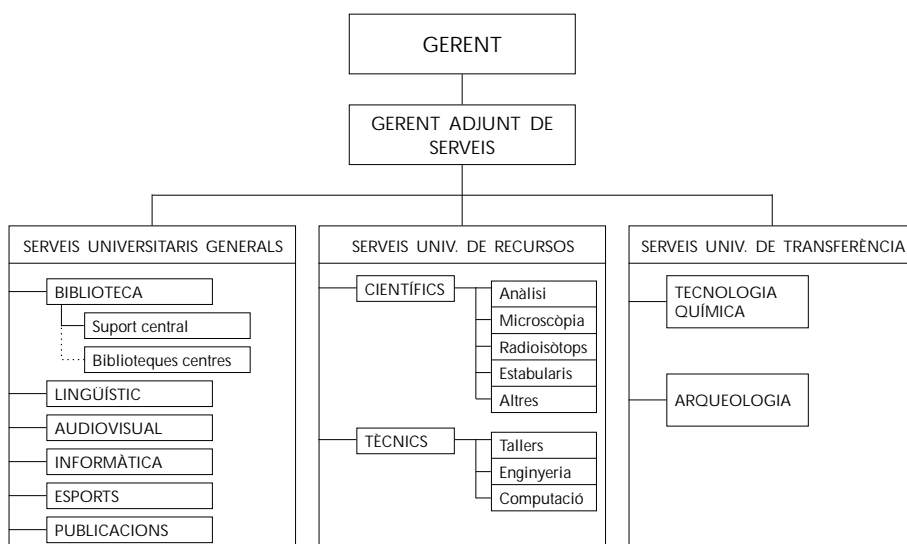 GERENT
GERENT ADJUNT DE
SERVEIS
SERVEIS UNIVERSITARIS GENERALS
BIBLIOTECA
Suport central
Biblioteques centres
LINGÜÍSTIC
AUDIOVISUAL
INFORMÀTICA
ESPORTS
PUBLICACIONS
SERVEIS UNIV. DE RECURSOS
CIENTÍFICS
Anàlisi
Microscòpia
Radioisòtops
Estabularis
Altres
TÈCNICS
Tallers
Enginyeria
Computació
SERVEIS UNIV. DE TRANSFERÈNCIA
TECNOLOGIA
QUÍMICA
ARQUEOLOGIA